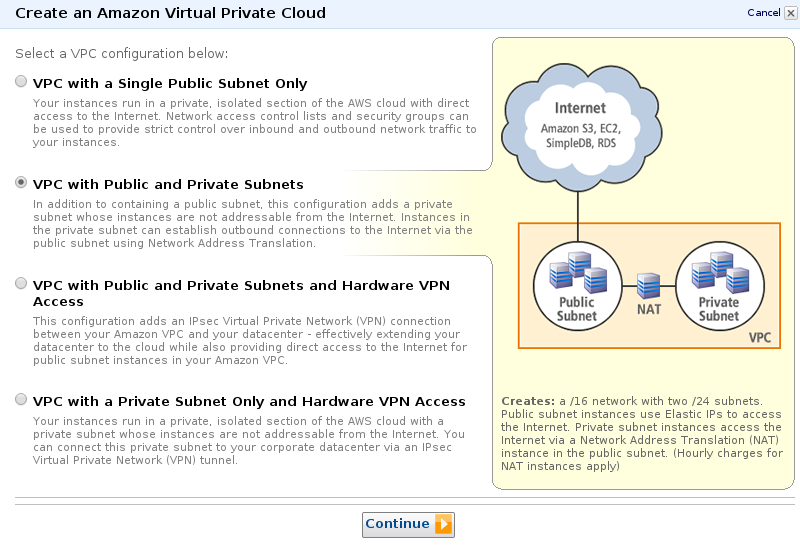 Create an Amazon Virtual Private Cloud
Cancel
Select a VPC configuration below:
VPC with a Single Public Subnet Only
Your instances run in a private, isolated section of the AWS cloud with direct
access to the Internet. Network access control lists and security groups can
be used to provide strict control over inbound and outbound network traffic to
your instances.
VPC with Public and Private Subnets
In addition to containing a public subnet, this configuration adds a private
subnet whose instances are not addressable from the Internet. Instances in
the private subnet can establish outbound connections to the Internet via the
public subnet using Network Address Translation.
VPC with Public and Private Subnets and Hardware VPN
Access
This configuration adds an IPsec Virtual Private Network (VPN) connection
between your Amazon VPC and your datacenter - effectively extending your
datacenter to the cloud while also providing direct access to the Internet for
public subnet instances in your Amazon VPC.
VPC with a Private Subnet Only and Hardware VPN Access
Your instances run in a private, isolated section of the AWS cloud with a
private subnet whose instances are not addressable from the Internet. You
can connect this private subnet to your corporate datacenter via an IPsec
Virtual Private Network (VPN) tunnel.
Internet
Amazon S3, EC2,
SimpleDB, RDS
Public
Subnet
NAT
Private
Subnet
VPC
Creates: a /16 network with two /24 subnets.
Public subnet instances use Elastic IPs to access
the Internet. Private subnet instances access the
Internet via a Network Address Translation (NAT)
instance in the public subnet. (Hourly charges for
NAT instances apply)
Continue